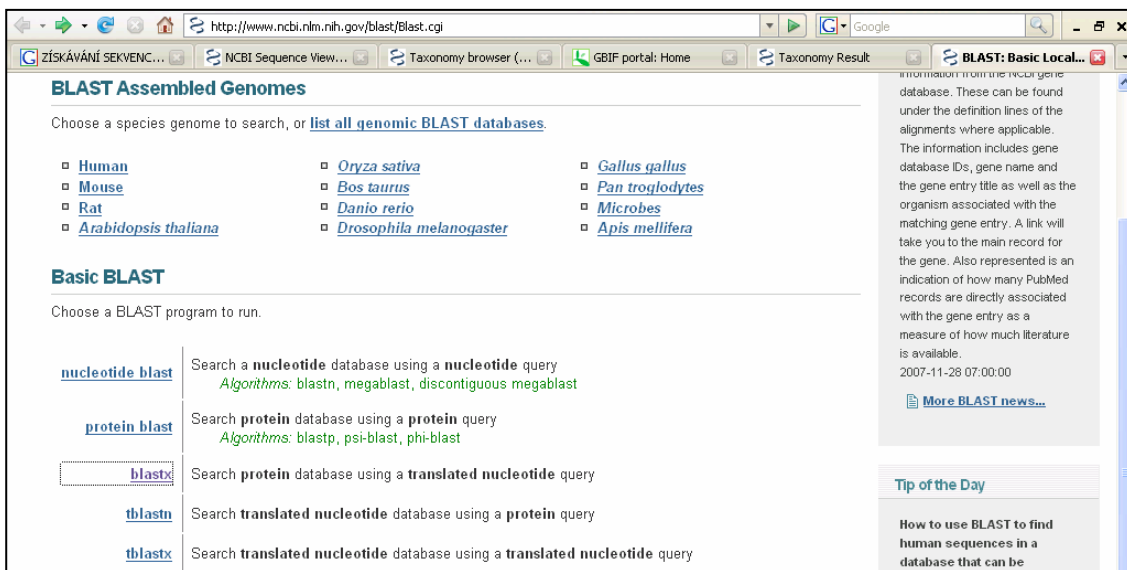 http://www.ncbi.nlm.nih.gov/blast/Blast.cgi
Google
ZÍSKÁVÁNÍ SEKVENC...
NCBI Sequence View...
Taxonomy browser (...
GBIF portal: Home
Taxonomy Result
BLAST: Basic Local...
BLAST Assembled Genomes
Choose a species genome to search, or list all genomic BLAST databases.
Human
Mouse
Rat
Arabidopsis thaliana
Oryza sativa
Bos taurus
Danio rerio
Drosophila melanogaster
Gallus gallus
Pan troglodytes
Microbes
Apis mellifera
Basic BLAST
Choose a BLAST program to run.
nucleotide blast
Search a nucleotide database using a nucleotide query
Algorithms: blastn, megablast, discontiguous megablast
protein blast
Search protein database using a protein query
Algorithms: blastp, psi-blast, phi-blast
blastx
Search protein database using a translated nucleotide query
tblastn
Search translated nucleotide database using a protein query
tblastx
Search translated nucleotide database using a translated nucleotide query
information from the NCBI gene
database. These can be found
under the definition lines of the
alignments where applicable.
The information includes gene
database IDs, gene name and
the gene entry title as well as the
organism associated with the
matching gene entry. A link will
take you to the main record for
the gene. Also represented is an
indication of how many PubMed
records are directly associated
with the gene entry as a
measure of how much literature
is available.
2007-11-28 07:00:00
More BLAST news...
Tip of the Day
How to use BLAST to find
human sequences in a
database that can be